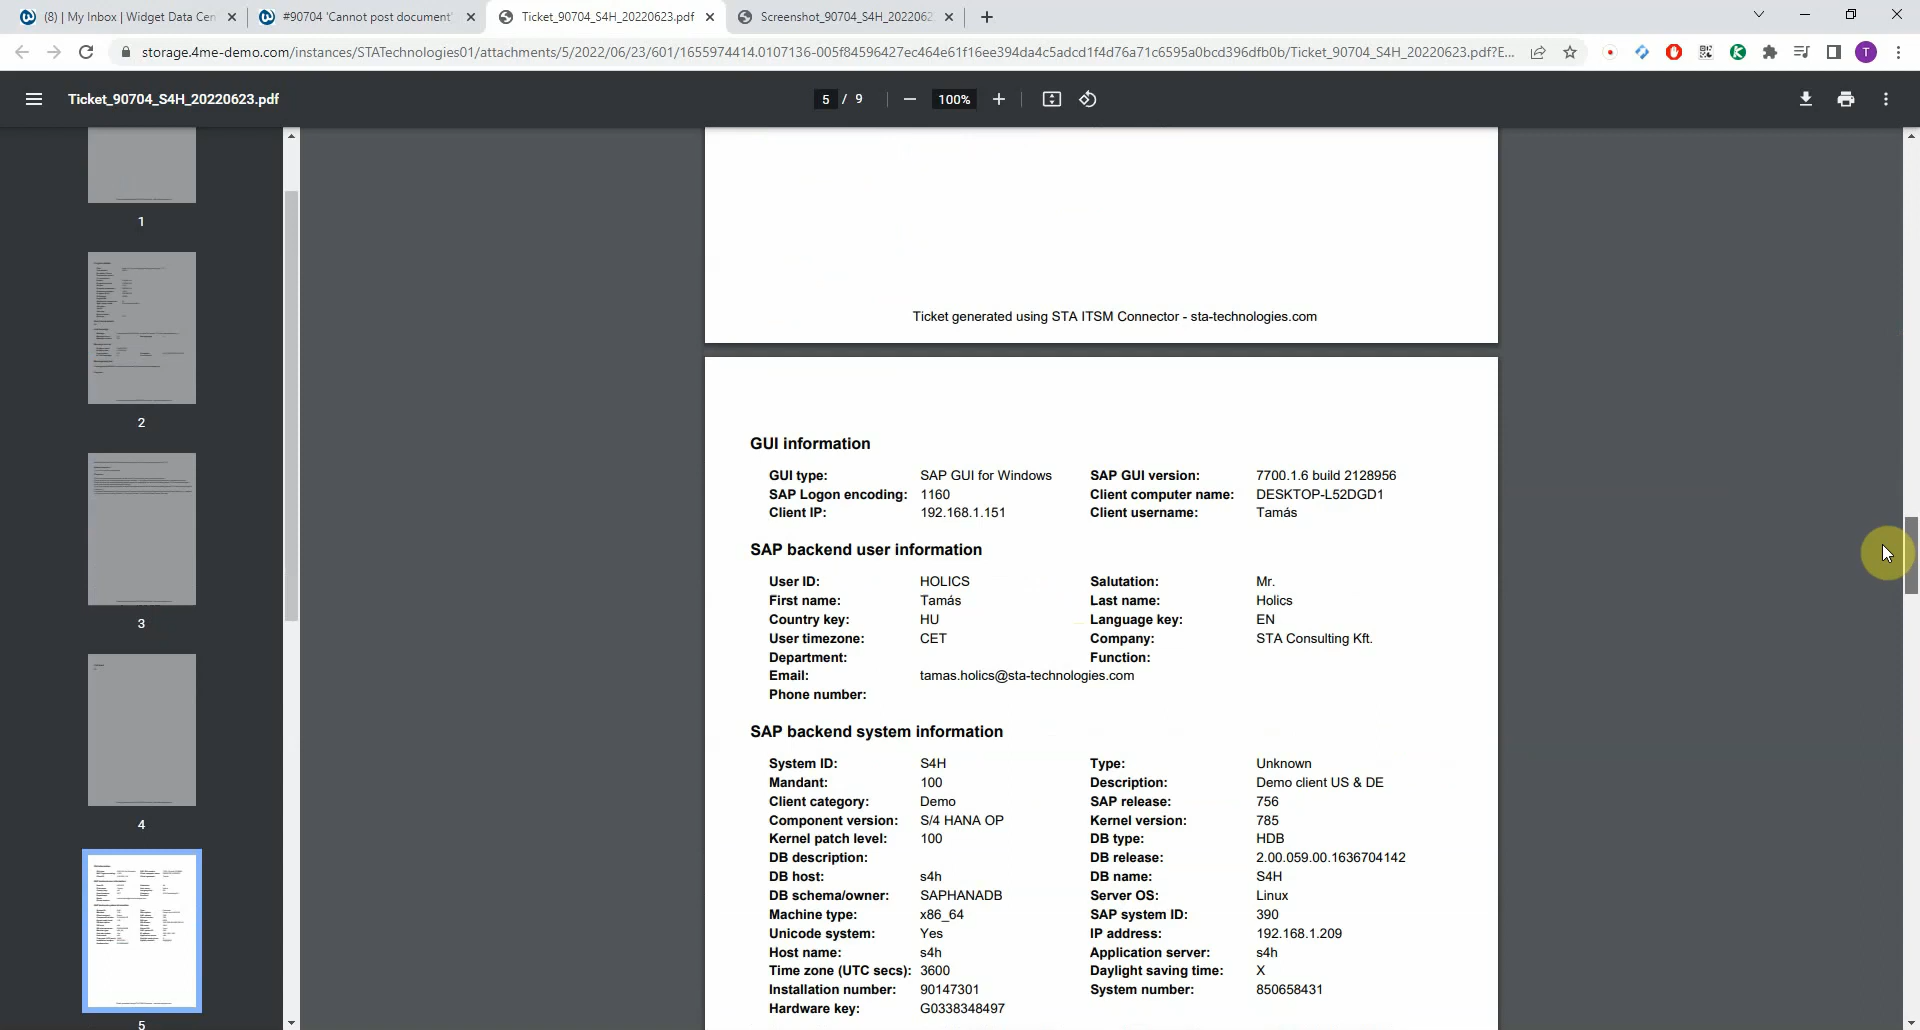 (8) | My Inbox | Widget Data Cen
#90704 'Cannot post document'
Ticket_90704_S4H_20220623.pdf
Screenshot_90704_S4H_2022062
storage.4me-demo.com/instances/STATechnologies01/attachments/5/2022/06/23/601/1655974414.0107136-005f84596427ec464e61f16ee394da4c5adcd1f4d76a71c6595a0bcd396dfb0b/Ticket_90704_S4H_20220623.pdf?E...
T
Ticket_90704_S4H_20220623.pdf
5 / 9
100%
1
2
3
4
5
Ticket generated using STA ITSM Connector - sta-technologies.com
GUI information
GUI type: SAP GUI for Windows SAP GUI version: 7700.1.6 build 2128956
SAP Logon encoding: 1160 Client computer name: DESKTOP-L52DGD1
Client IP: 192.168.1.151 Client username: Tamás
SAP backend user information
User ID: HOLICS Salutation: Mr.
First name: Tamás Last name: Holics
Country key: HU Language key: EN
User timezone: CET Company: STA Consulting Kft.
Department: Function:
Email: tamas.holics@sta-technologies.com
Phone number:
SAP backend system information
System ID: S4H Type: Unknown
Mandant: 100 Description: Demo client US & DE
Client category: Demo SAP release: 756
Component version: S/4 HANA OP Kernel version: 785
Kernel patch level: 100 DB type: HDB
DB description: DB release: 2.00.059.00.1636704142
DB host: s4h DB name: S4H
DB schema/owner: SAPHANADB Server OS: Linux
Machine type: x86_64 SAP system ID: 390
Unicode system: Yes IP address: 192.168.1.209
Host name: s4h Application server: s4h
Time zone (UTC secs): 3600 Daylight saving time: X
Installation number: 90147301 System number: 850658431
Hardware key: G0338348497